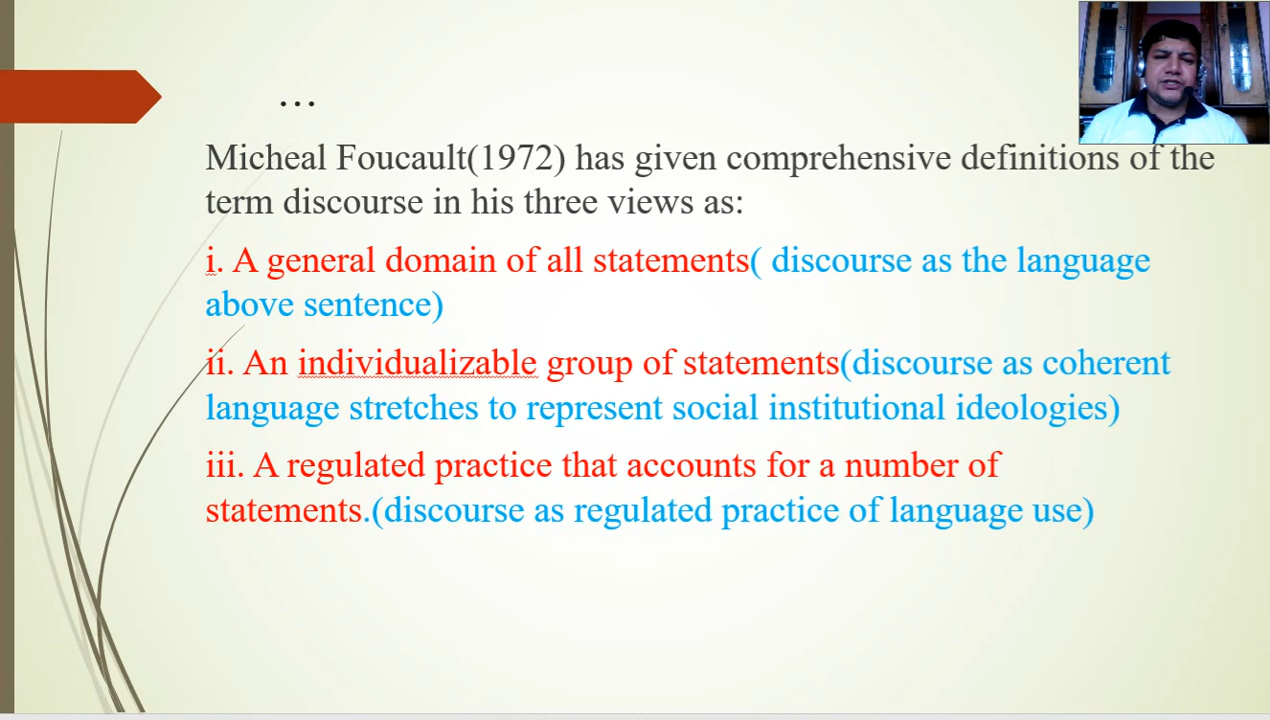 ...
Micheal Foucault(1972) has given comprehensive definitions of the
term discourse in his three views as:
i. A general domain of all statements( discourse as the language
above sentence)
ii. An individualizable group of statements(discourse as coherent
language stretches to represent social institutional ideologies)
iii. A regulated practice that accounts for a number of
statements.(discourse as regulated practice of language use)